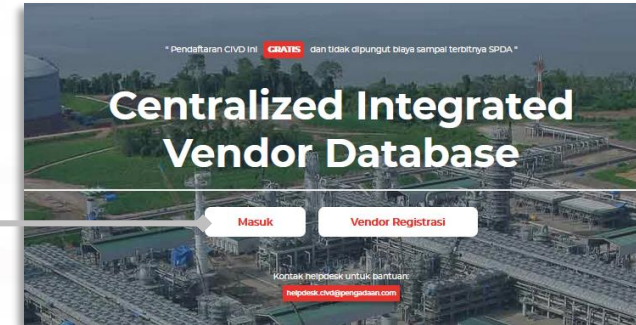 * Pendaftaran CIVD Ini GRATIS dan tidak dipungut biaya sampai terbitnya SPDA *
Centralized Integrated
Vendor Database
Masuk Vendor Registrasi
Kontak helpdesk untuk bantuan:
helpdesk.civd@pengadaan.com